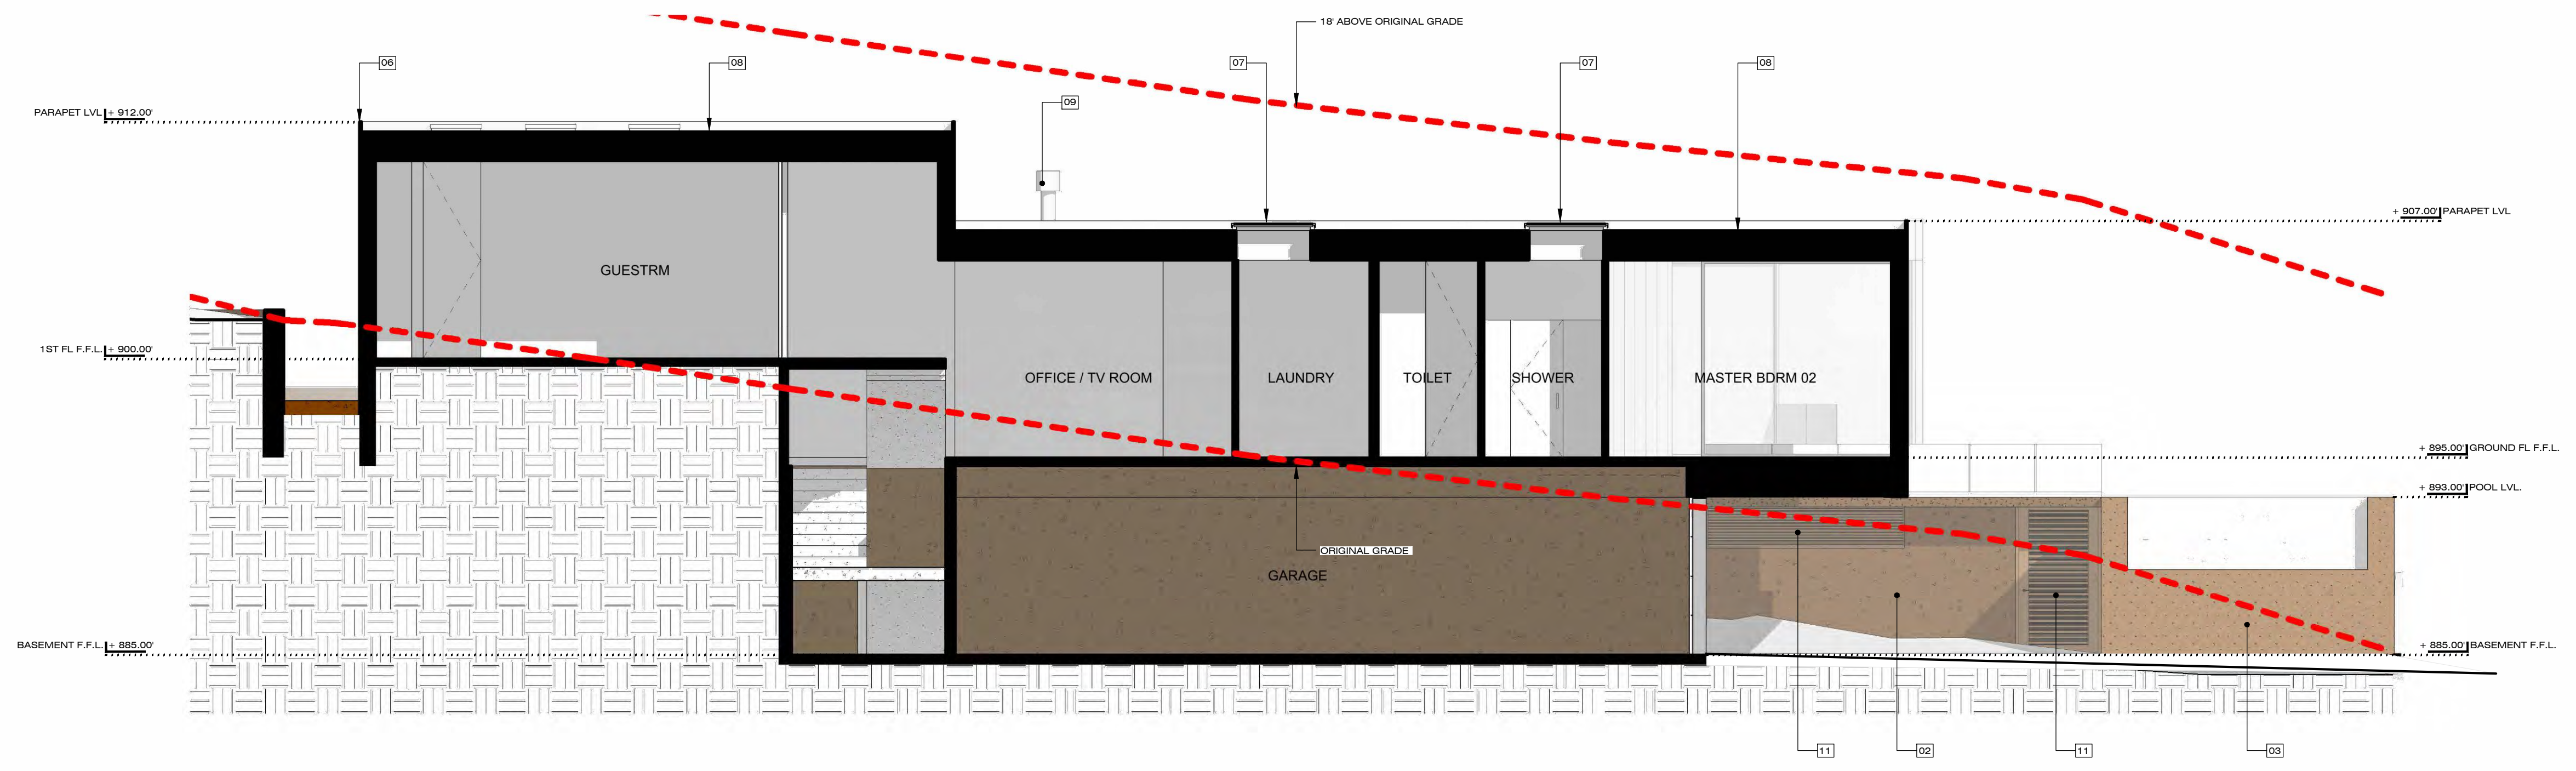 18' ABOVE ORIGINAL GRADE
06
08
07
07
08
09
PARAPET LVL + 912.00'
+ 907.00' PARAPET LVL
GUESTRM
1ST FL F.F.L. + 900.00'
OFFICE / TV ROOM
LAUNDRY
TOILET
SHOWER
MASTER BDRM 02
+ 895.00' GROUND FL F.F.L.
+ 893.00' POOL LVL.
ORIGINAL GRADE
GARAGE
BASEMENT F.F.L. + 885.00'
+ 885.00' BASEMENT F.F.L.
11
02
11
03